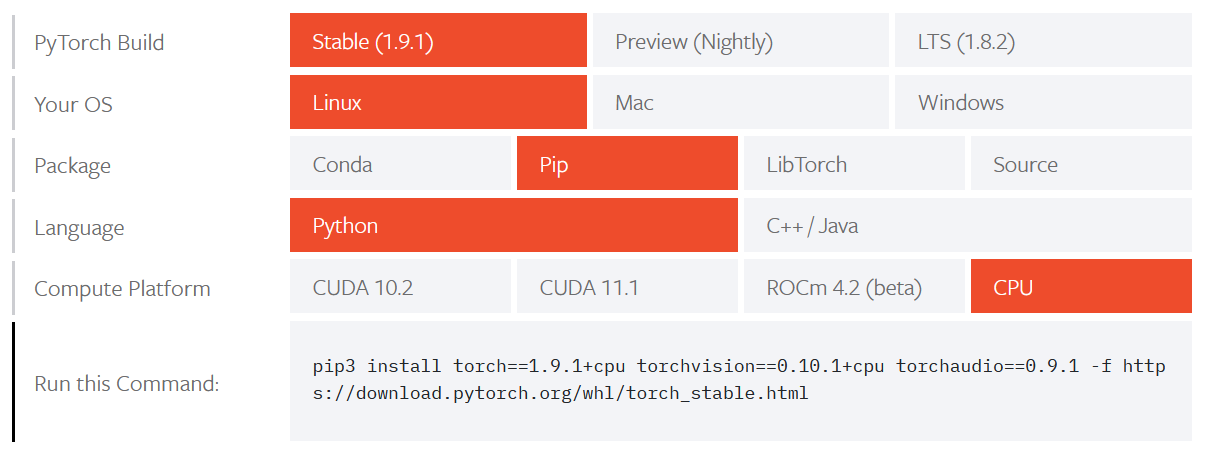 PyTorch Build Stable (1.9.1) Preview (Nightly) LTS (1.8.2)
Your OS Linux Mac Windows
Package Conda Pip LibTorch Source
Language Python C++ / Java
Compute Platform CUDA 10.2 CUDA 11.1 ROCm 4.2 (beta) CPU
Run this Command:
pip3 install torch==1.9.1+cpu torchvision==0.10.1+cpu torchaudio==0.9.1 -f http
s://download.pytorch.org/whl/torch_stable.html